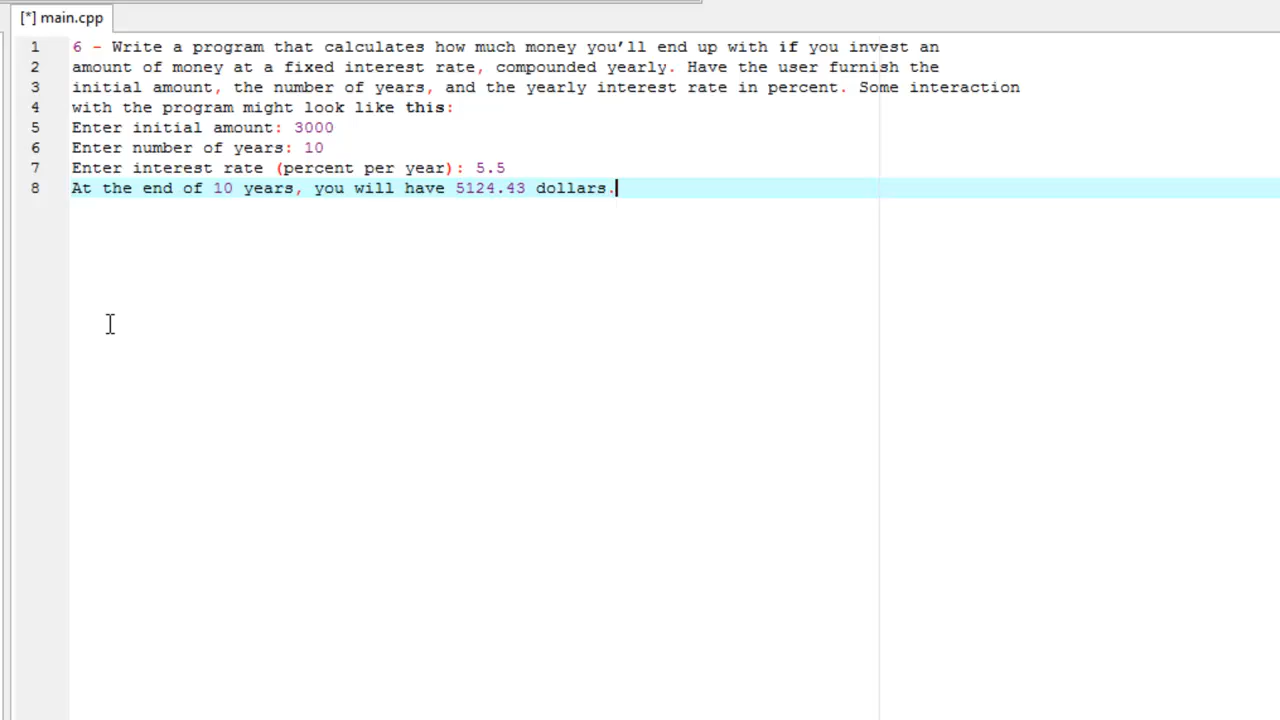 [*] main.cpp
1 6 - Write a program that calculates how much money you’ll end up with if you invest an
2 amount of money at a fixed interest rate, compounded yearly. Have the user furnish the
3 initial amount, the number of years, and the yearly interest rate in percent. Some interaction
4 with the program might look like this:
5 Enter initial amount: 3000
6 Enter number of years: 10
7 Enter interest rate (percent per year): 5.5
8 At the end of 10 years, you will have 5124.43 dollars.